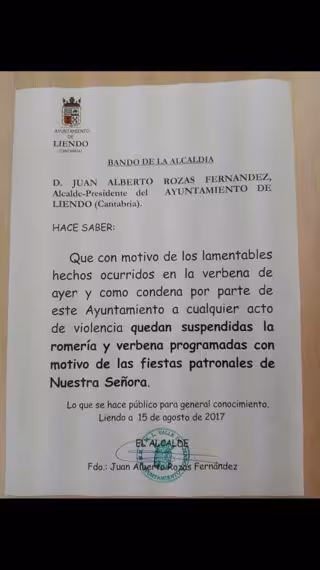 AYUNTAMIENTO
DE
LIENDO
(CANTABRIA)
BANDO DE LA ALCALDIA
D. JUAN ALBERTO ROZAS FERNANDEZ,
Alcalde-Presidente del AYUNTAMIENTO DE
LIENDO (Cantabria).
HACE SABER:
Que con motivo de los lamentables
hechos ocurridos en la verbena de
ayer y como condena por parte de
este Ayuntamiento a cualquier acto
de violencia quedan suspendidas la
romería y verbena programadas con
motivo de las fiestas patronales de
Nuestra Señora.
Lo que se hace público para general conocimiento.
Liendo a 15 de agosto de 2017
EL ALCALDE
Fdo.: Juan Alberto Rozas Fernández